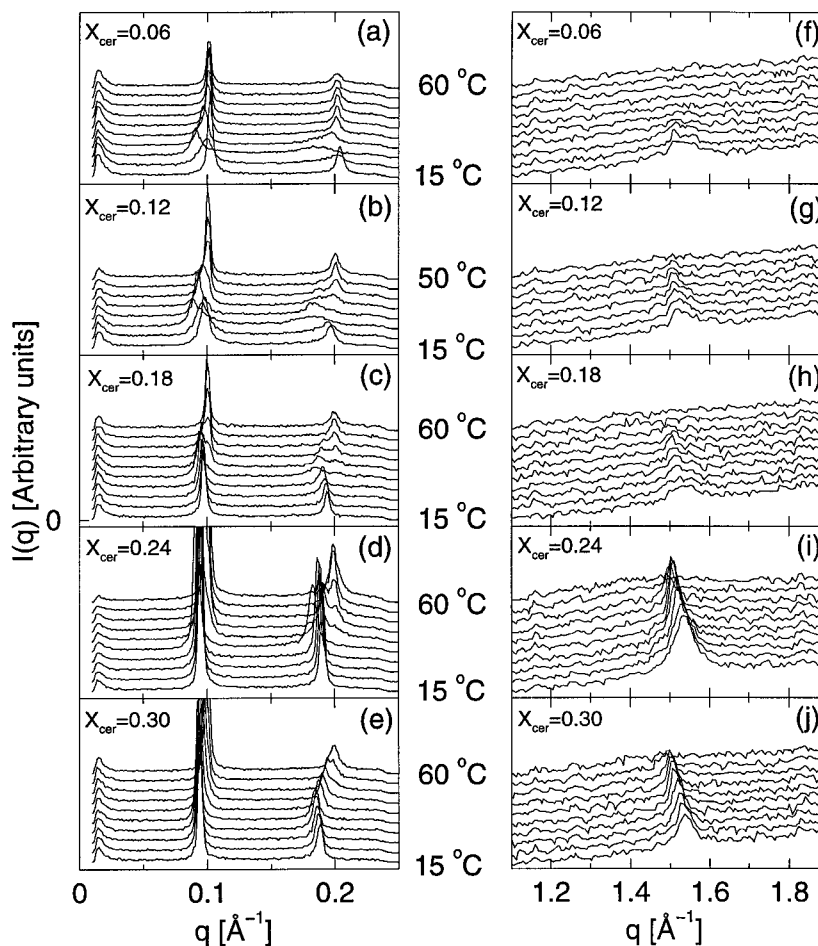 X_cer=0.06 (a)
60 °C
15 °C
X_cer=0.12 (b)
50 °C
15 °C
X_cer=0.18 (c)
60 °C
15 °C
X_cer=0.24 (d)
60 °C
15 °C
X_cer=0.30 (e)
60 °C
15 °C
I(q) [Arbitrary units]
0
0 0.1 0.2
q [Å⁻¹]
X_cer=0.06 (f)
X_cer=0.12 (g)
X_cer=0.18 (h)
X_cer=0.24 (i)
X_cer=0.30 (j)
1.2 1.4 1.6 1.8
q [Å⁻¹]